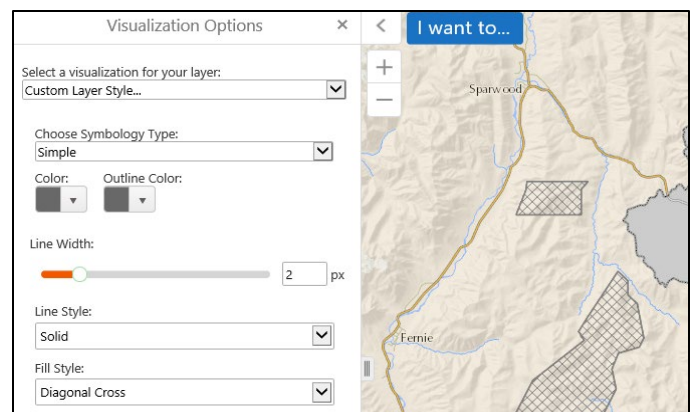 Visualization Options
I want to...
Select a visualization for your layer:
Custom Layer Style...
Choose Symbology Type:
Simple
Color: Outline Color:
Line Width:
2 px
Line Style:
Solid
Fill Style:
Diagonal Cross
Sparwood
Fernie